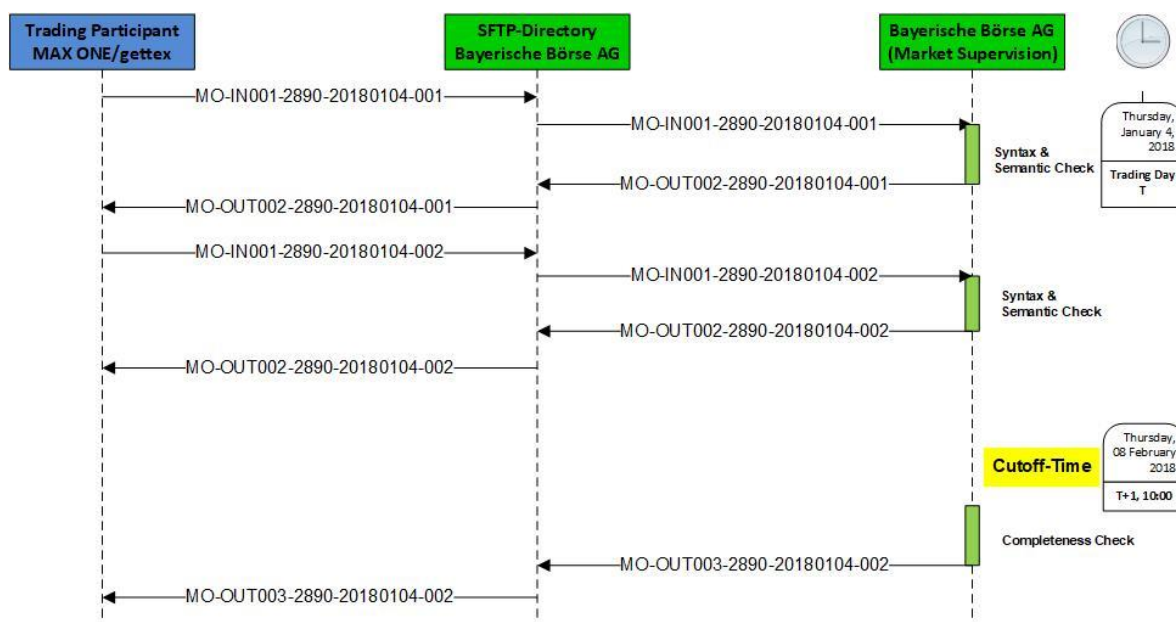 Trading Participant
MAX ONE/gettex
SFTP-Directory
Bayerische Börse AG
Bayerische Börse AG
(Market Supervision)
MO-IN001-2890-20180104-001
MO-IN001-2890-20180104-001
Thursday,
January 4,
2018
Trading Day
T
Syntax &
Semantic Check
MO-OUT002-2890-20180104-001
MO-OUT002-2890-20180104-001
MO-IN001-2890-20180104-002
MO-IN001-2890-20180104-002
Syntax &
Semantic Check
MO-OUT002-2890-20180104-002
MO-OUT002-2890-20180104-002
Cutoff-Time
Thursday,
08 February
2018
T+1, 10:00
Completeness Check
MO-OUT003-2890-20180104-002
MO-OUT003-2890-20180104-002